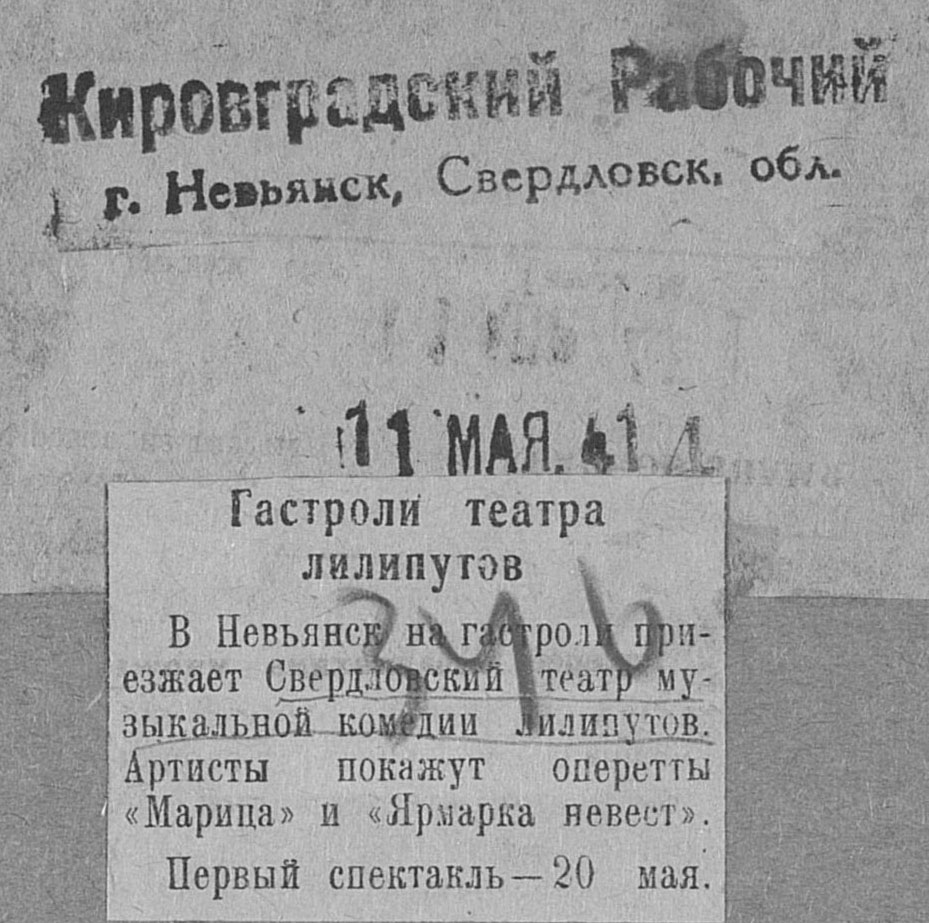 Кировградский Рабочий
г. Невьянск, Свердловск. обл.
11 МАЯ. 41
Гастроли театра
лилипутов
В Невьянск на гастроли при-
езжает Свердловский театр му-
зыкальной комедии лилипутов.
Артисты покажут оперетты
«Марица» и «Ярмарка невест».
Первый спектакль — 20 мая.